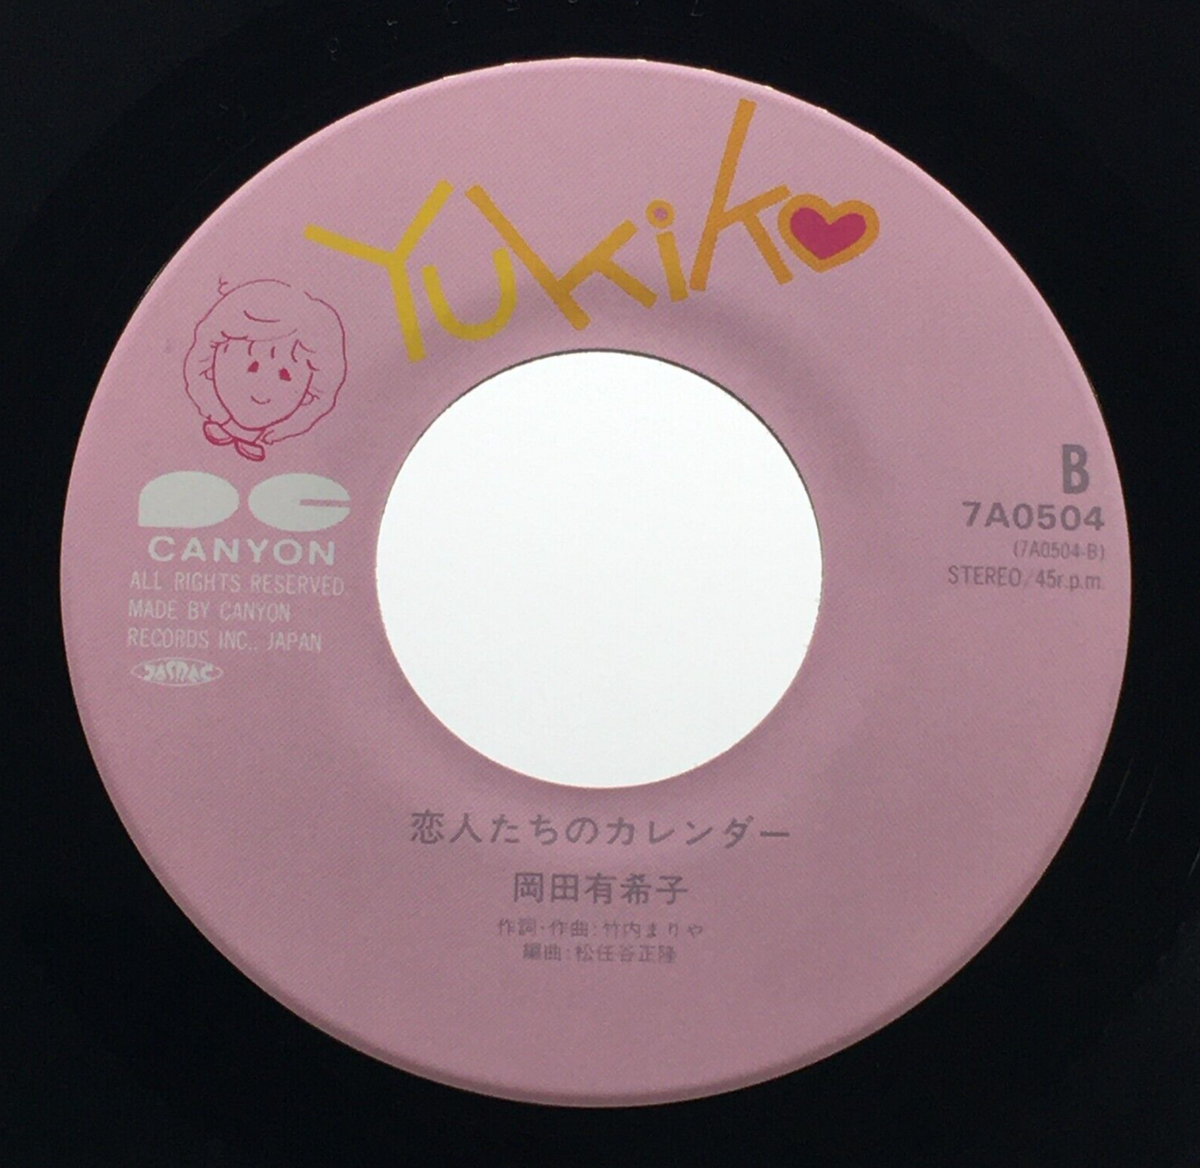 Yukiko
CANYON
ALL RIGHTS RESERVED.
MADE BY CANYON
RECORDS INC., JAPAN
JASRAC
B
7A0504
(7A0504-B)
STEREO/45r.p.m.
恋人たちのカレンダー
岡田有希子
作詞・作曲:竹内まりや
編曲:松任谷正隆